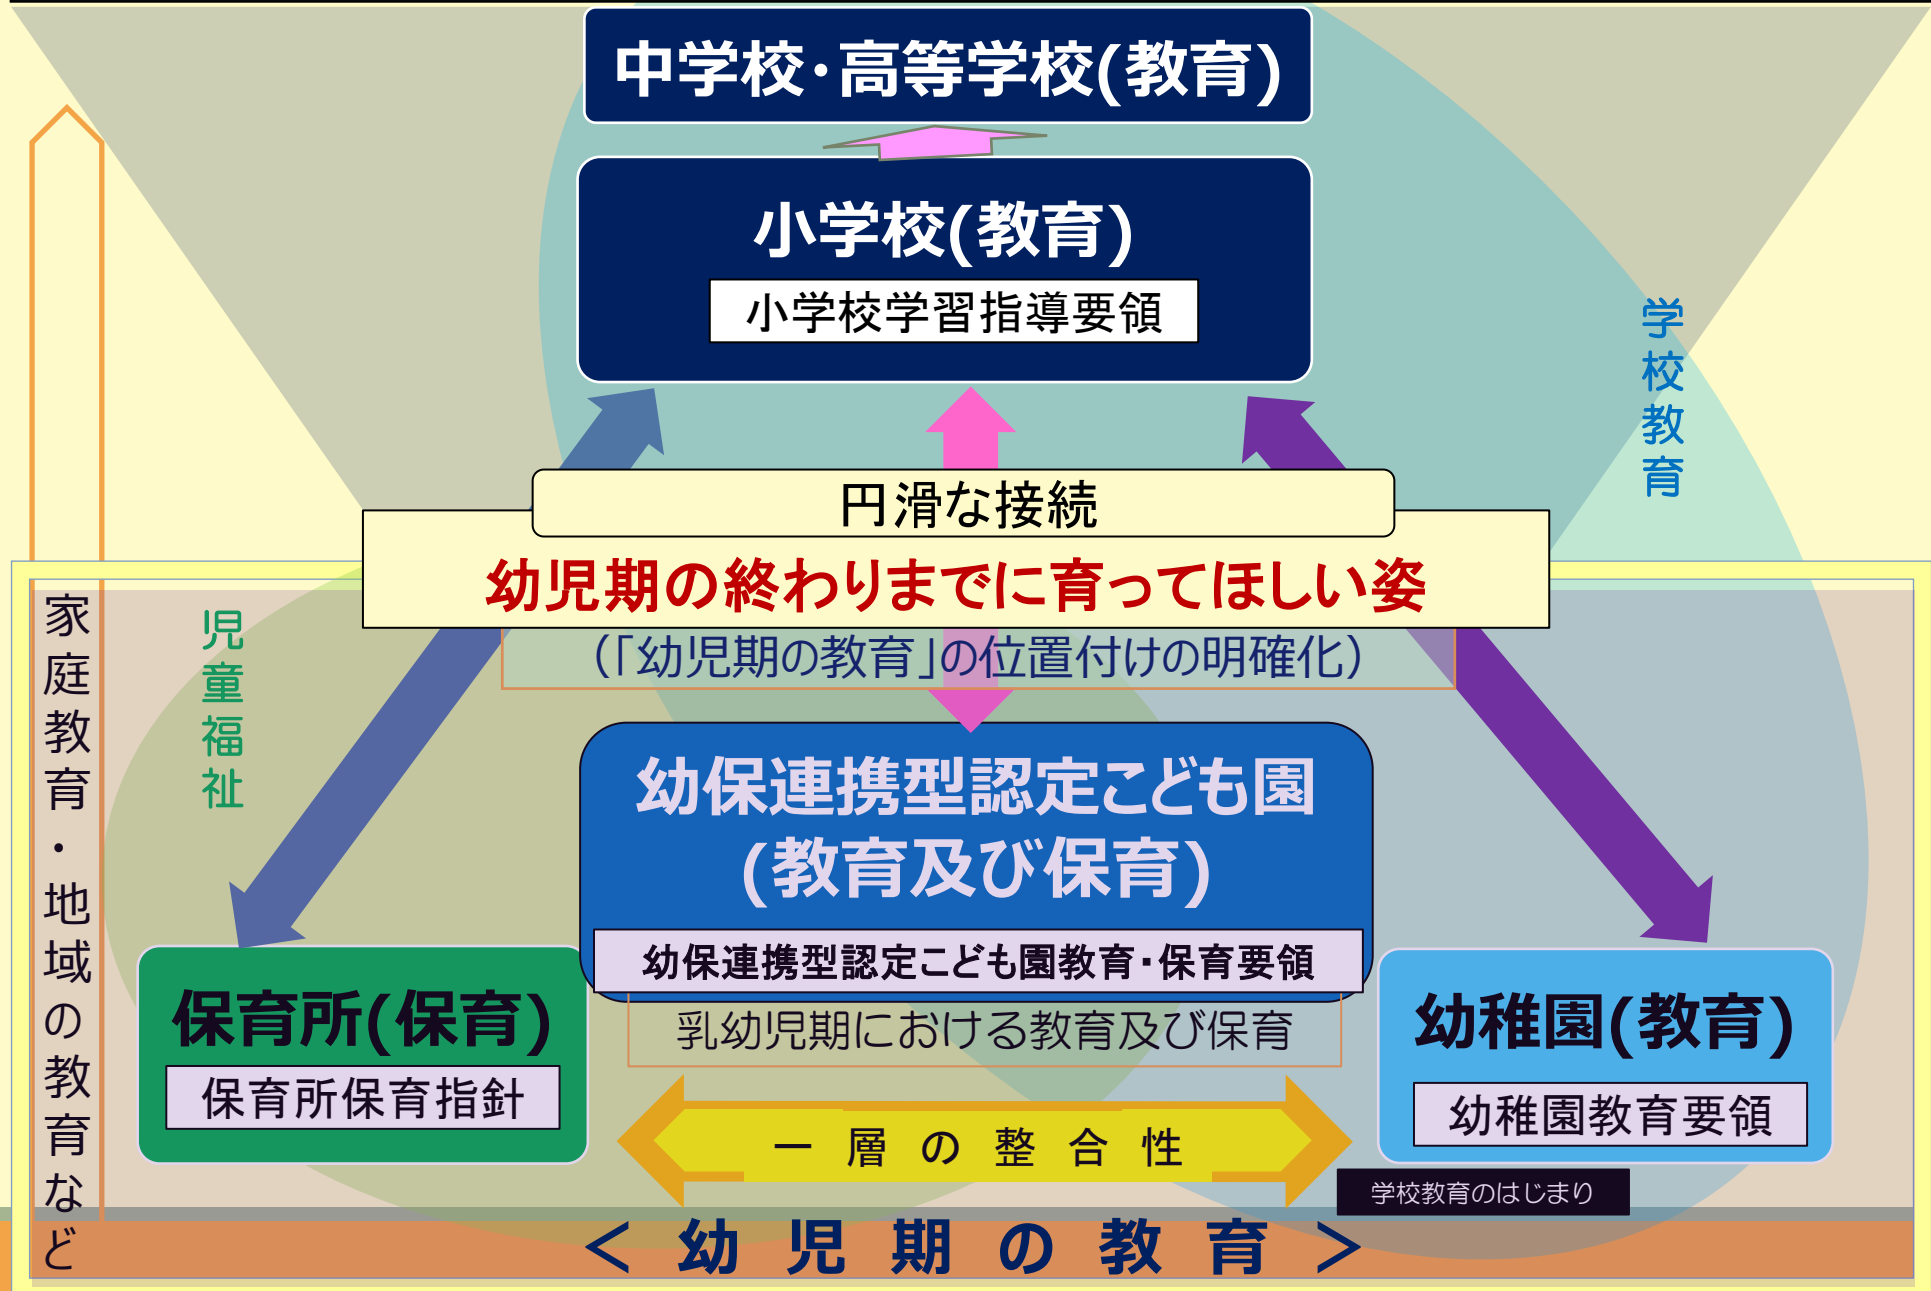 中学校・高等学校(教育)
小学校(教育)
小学校学習指導要領
学校教育
円滑な接続
幼児期の終わりまでに育ってほしい姿
(「幼児期の教育」の位置付けの明確化)
家庭教育・地域の教育など
児童福祉
幼保連携型認定こども園
(教育及び保育)
幼保連携型認定こども園教育・保育要領
乳幼児期における教育及び保育
保育所(保育)
保育所保育指針
幼稚園(教育)
幼稚園教育要領
一層の整合性
学校教育のはじまり
<幼児期の教育>